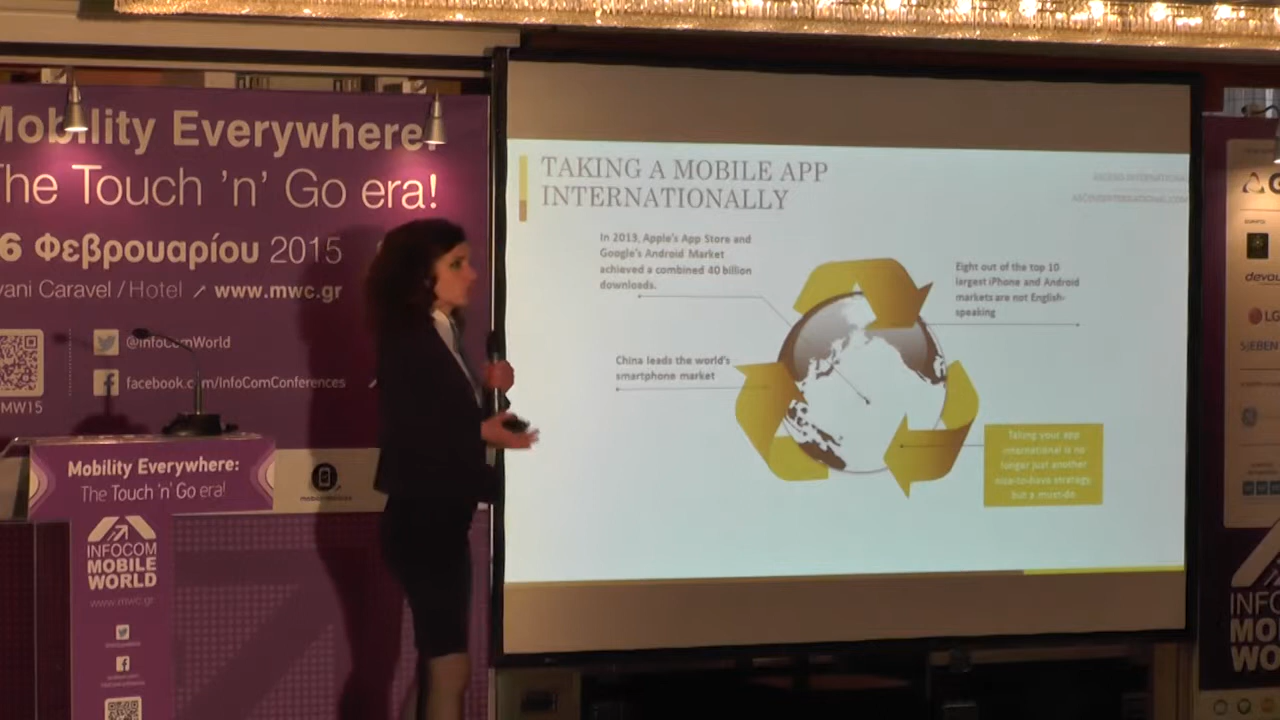 Mobility Everywhere:
The Touch 'n' Go era!
6 Φεβρουαρίου 2015
vani Caravel / Hotel www.mwc.gr
@InfoComWorld
facebook.com/InfoComConferences
MW15
Mobility Everywhere:
The Touch 'n' Go era!
INFOCOM
MOBILE
WORLD
www.mwc.gr
TAKING A MOBILE APP
INTERNATIONALLY
In 2013, Apple's App Store and
Google's Android Market
achieved a combined 40 billion
downloads.
Eight out of the top 10
largest iPhone and Android
markets are not English-
speaking
China leads the world's
smartphone market
Taking your app
international is no
longer just another
nice-to-have strategy
but a must-do
G
devou
LG
SIEBEN
INFO
MO
WO